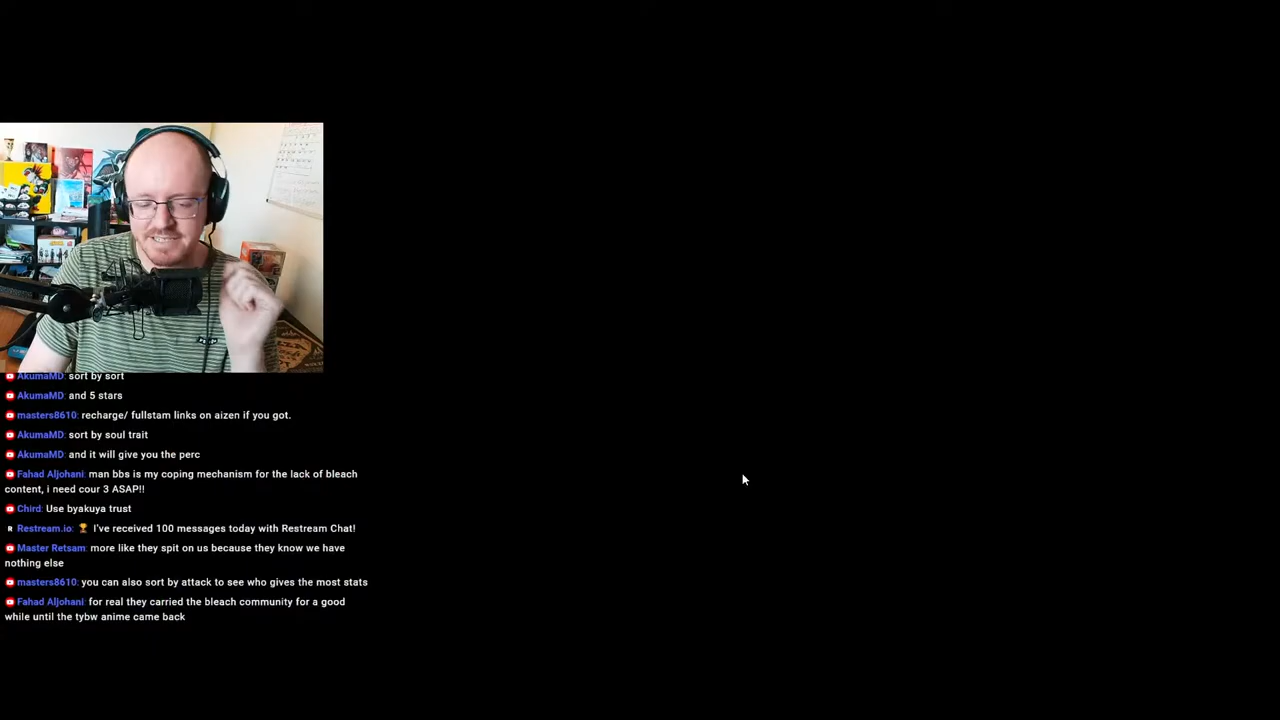 AkumaMD: sort by sort
AkumaMD: and 5 stars
masters8610: recharge/ fullstam links on aizen if you got.
AkumaMD: sort by soul trait
AkumaMD: and it will give you the perc
Fahad Aljohani: man bbs is my coping mechanism for the lack of bleach
content, i need cour 3 ASAP!!
Chird: Use byakuya trust
Restream.io: 🏆 I've received 100 messages today with Restream Chat!
Master Retsam: more like they spit on us because they know we have
nothing else
masters8610: you can also sort by attack to see who gives the most stats
Fahad Aljohani: for real they carried the bleach community for a good
while until the tybw anime came back